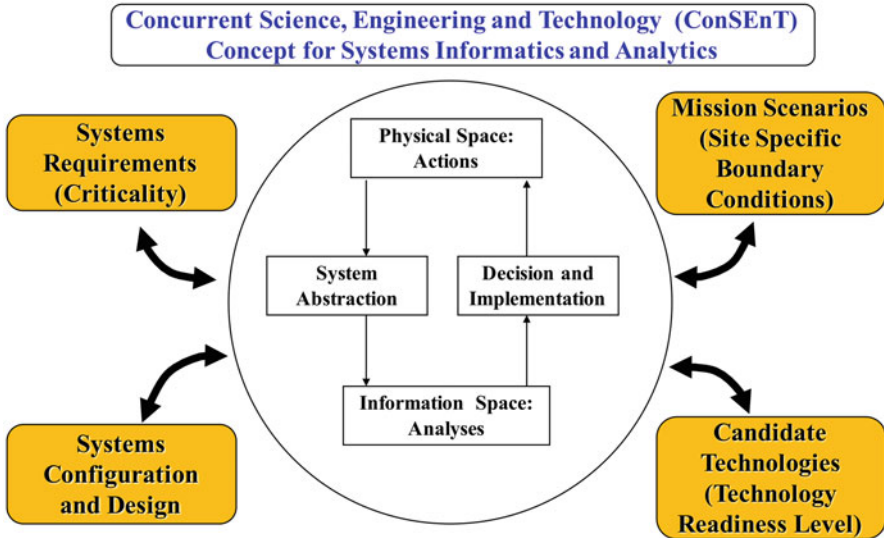 Concurrent Science, Engineering and Technology (ConSEnT)
Concept for Systems Informatics and Analytics
Systems
Requirements
(Criticality)
Mission Scenarios
(Site Specific
Boundary
Conditions)
Physical Space:
Actions
System
Abstraction
Decision and
Implementation
Information Space:
Analyses
Systems
Configuration
and Design
Candidate
Technologies
(Technology
Readiness Level)